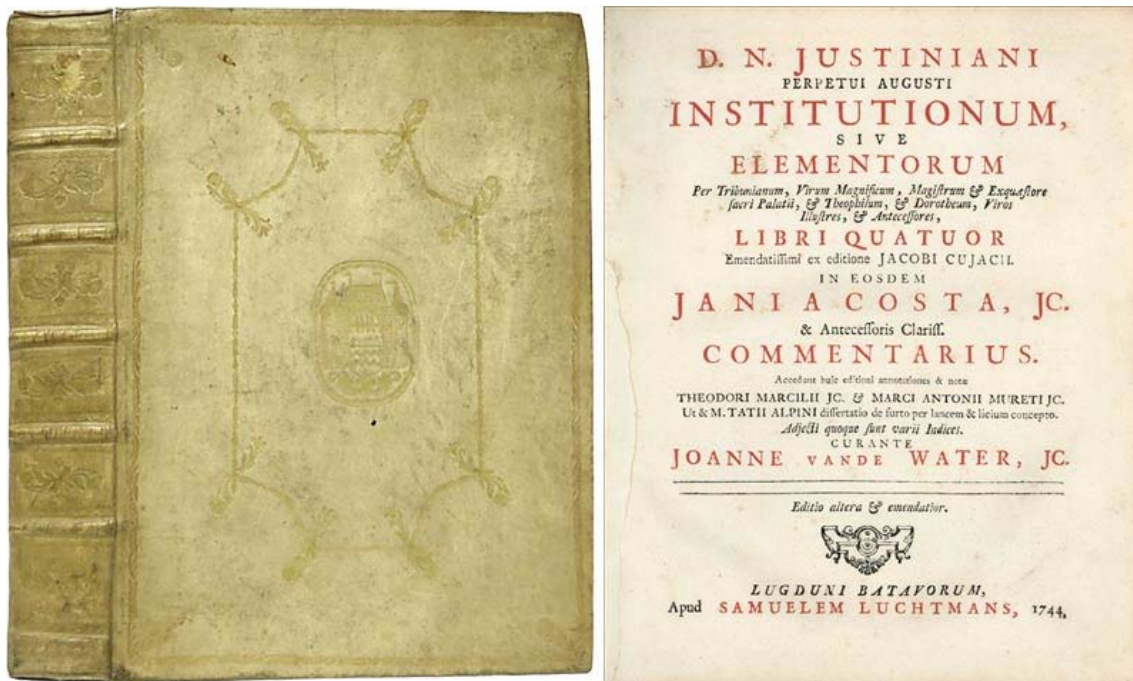 D. N. JUSTINIANI
PERPETUI AUGUSTI
INSTITUTIONUM,
SIVE
ELEMENTORUM
Per Tribunianum, Virum Magnificum, Magiſtrum & Exquæſtore
ſacri Palatii, & Theophilum, & Dorotheum, Viros
Illuſtres, & Anteceſſores,
LIBRI QUATUOR
Emendatiſſimi ex editione JACOBI CUJACII.
IN EOSDEM
JANI A COSTA, JC.
& Anteceſſoris Clariſſ.
COMMENTARIUS.
Accedunt huic editioni annotationes & notæ
THEODORI MARCILII JC. & MARCI ANTONII MURETI JC.
Ut & M. TATII ALPINI diſſertatio de furto per lancem & licium concepto.
Adjecti quoque ſunt varii Indices.
CURANTE
JOANNE VANDE WATER, JC.
Editio altera & emendatior.
LUGDUNI BATAVORUM,
Apud SAMUELEM LUCHTMANS, 1744.